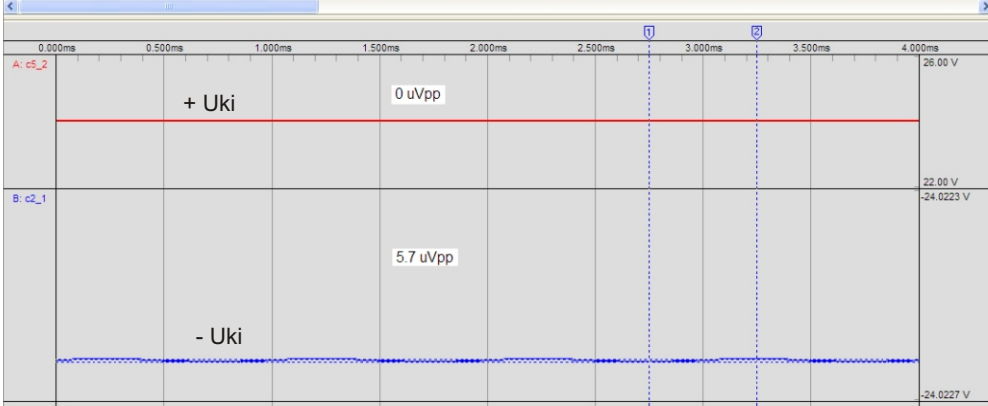 1 2
0.000ms 0.500ms 1.000ms 1.500ms 2.000ms 2.500ms 3.000ms 3.500ms 4.000ms
A: c5_2 26.00 V
0 uVpp
+ Uki
22.00 V
B: c2_1 -24.0223 V
5.7 uVpp
- Uki
-24.0227 V